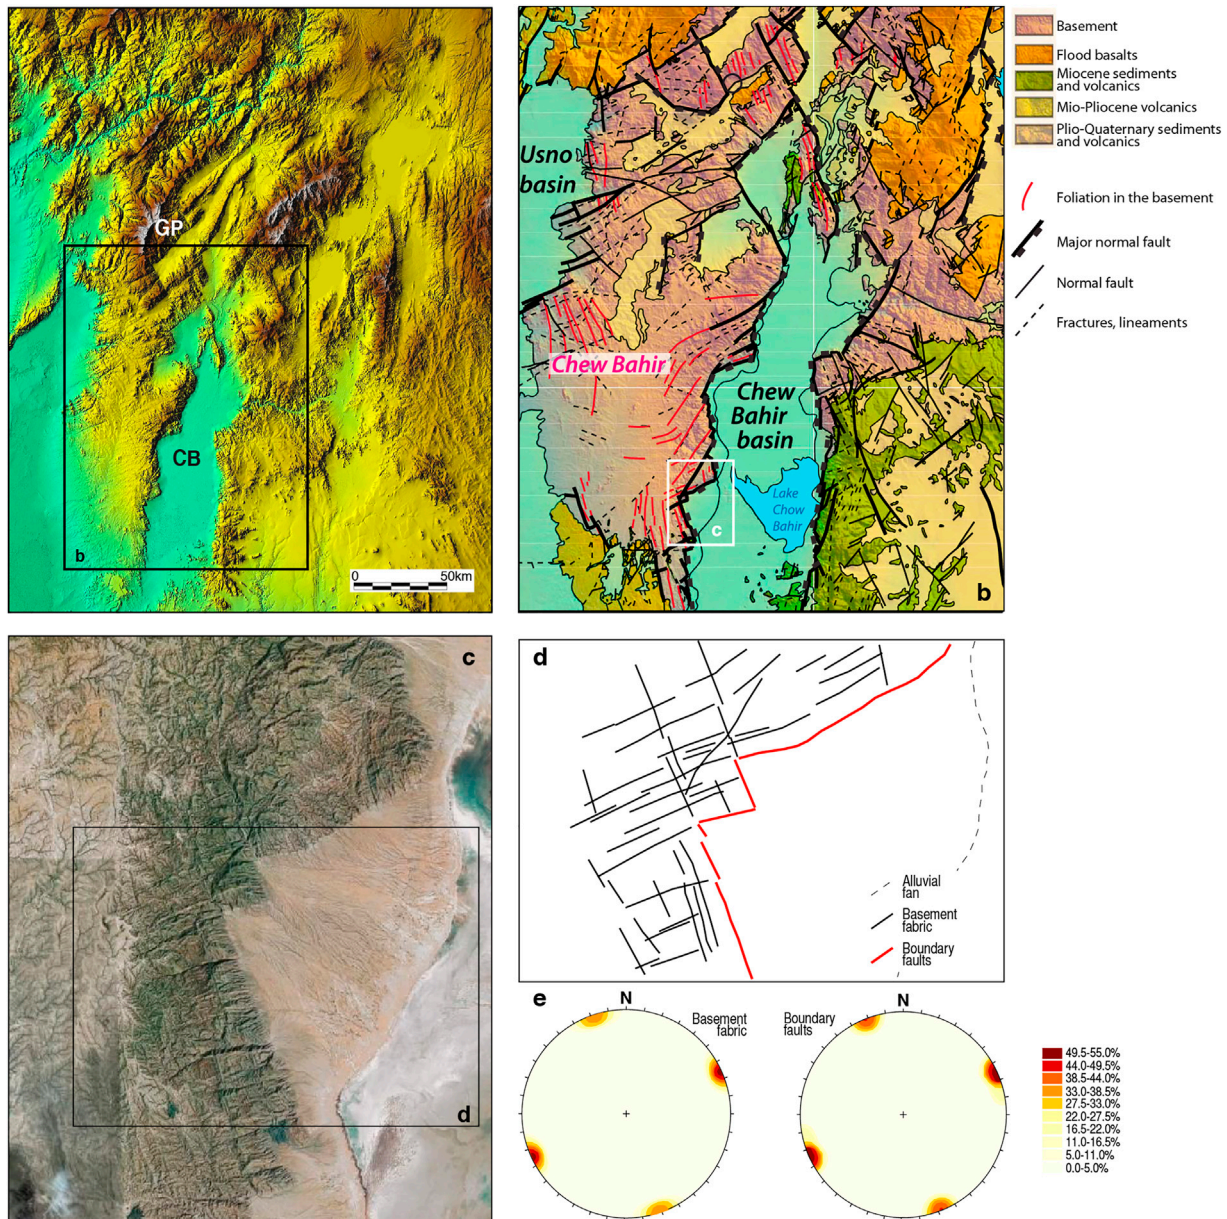 GP
CB
b
0 50km
Usno
basin
Chew Bahir
Chew
Bahir
basin
Lake
Chow
Bahir
c
b
Basement
Flood basalts
Miocene sediments
and volcanics
Mio-Pliocene volcanics
Plio-Quaternary sediments
and volcanics
Foliation in the basement
Major normal fault
Normal fault
Fractures, lineaments
c
d
d
Alluvial
fan
Basement
fabric
Boundary
faults
e
N
Basement
fabric
Boundary
faults
N
49.5-55.0%
44.0-49.5%
38.5-44.0%
33.0-38.5%
27.5-33.0%
22.0-27.5%
16.5-22.0%
11.0-16.5%
5.0-11.0%
0.0-5.0%